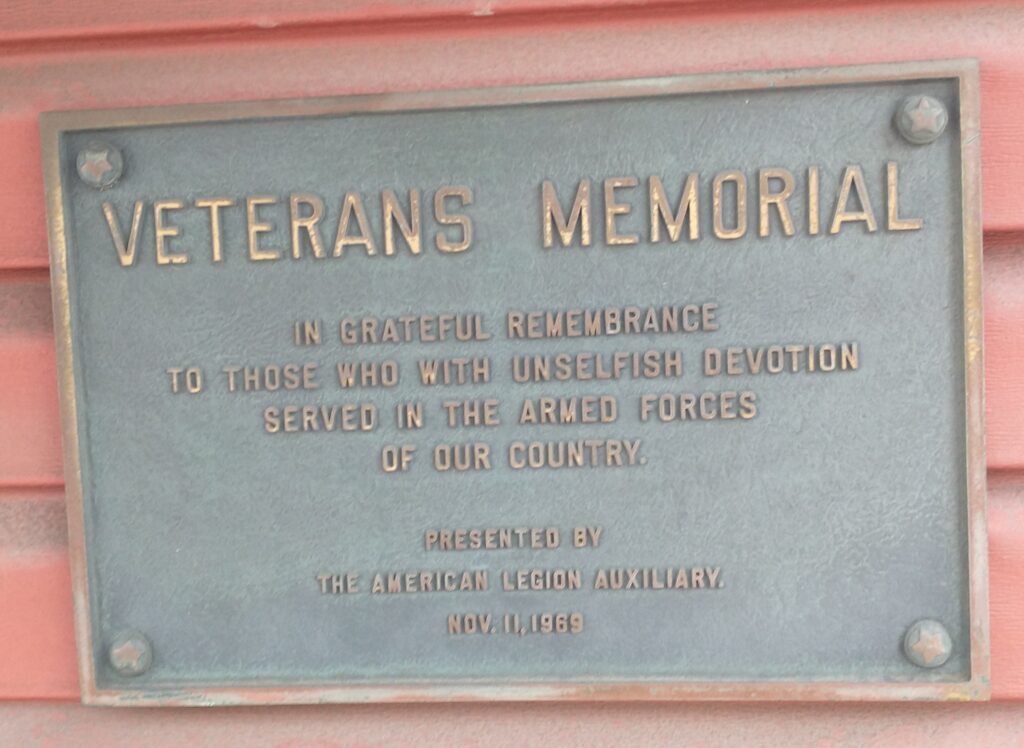 VETERANS MEMORIAL
IN GRATEFUL REMEMBRANCE
TO THOSE WHO WITH UNSELFISH DEVOTION
SERVED IN THE ARMED FORCES
OF OUR COUNTRY.
PRESENTED BY
THE AMERICAN LEGION AUXILIARY.
NOV. 11, 1969